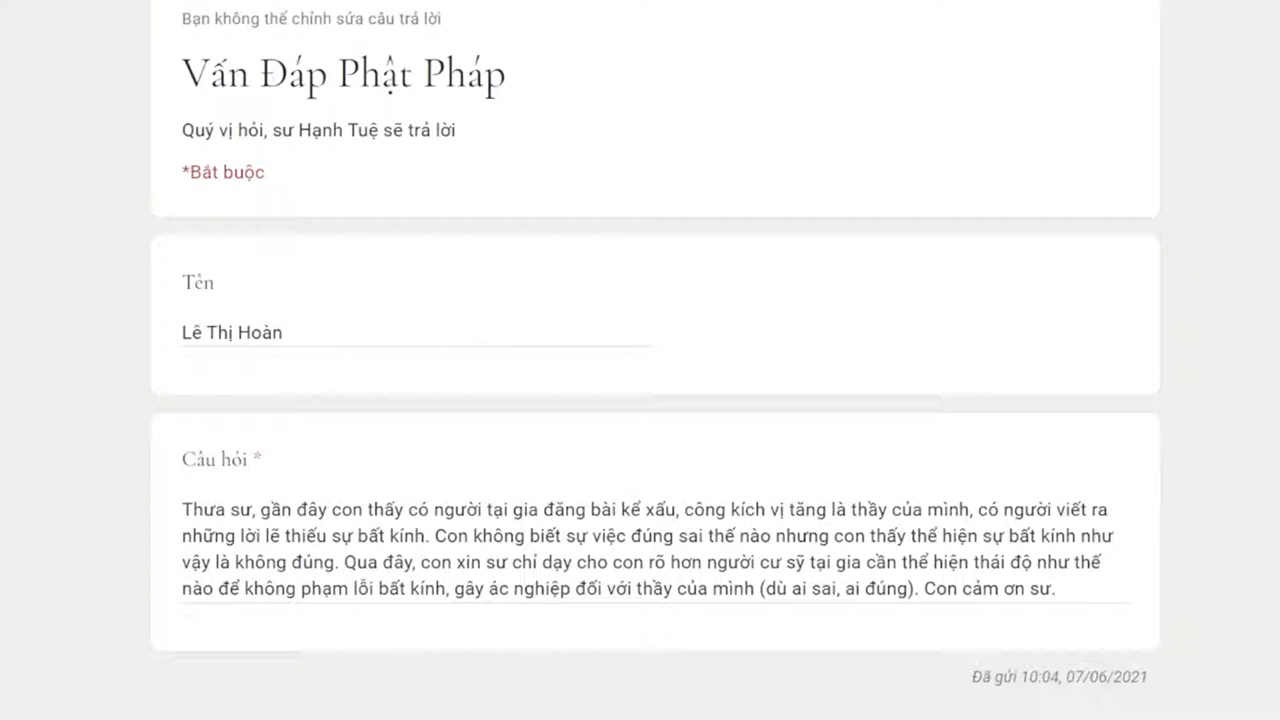 Bạn không thể chỉnh sửa câu trả lời
Vấn Đáp Phật Pháp
Quý vị hỏi, sư Hạnh Tuệ sẽ trả lời
*Bắt buộc
Tên
Lê Thị Hoàn
Câu hỏi *
Thưa sư, gần đây con thấy có người tại gia đăng bài kể xấu, công kích vị tăng là thầy của mình, có người viết ra
những lời lẽ thiếu sự bất kính. Con không biết sự việc đúng sai thế nào nhưng con thấy thể hiện sự bất kính như
vậy là không đúng. Qua đây, con xin sư chỉ dạy cho con rõ hơn người cư sỹ tại gia cần thể hiện thái độ như thế
nào để không phạm lỗi bất kính, gây ác nghiệp đối với thầy của mình (dù ai sai, ai đúng). Con cảm ơn sư.
Đã gửi 10:04, 07/06/2021